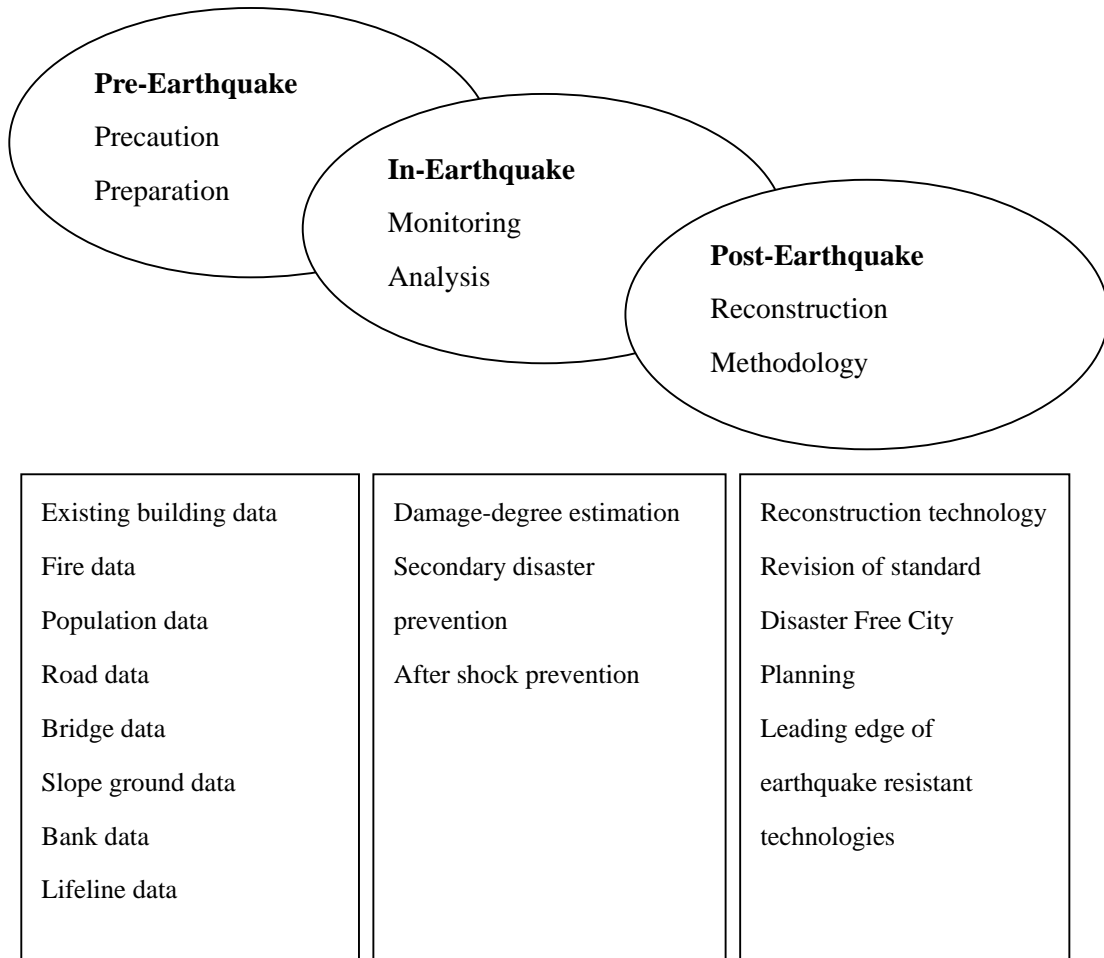 Pre-Earthquake
Precaution
Preparation
In-Earthquake
Monitoring
Analysis
Post-Earthquake
Reconstruction
Methodology
Existing building data
Fire data
Population data
Road data
Bridge data
Slope ground data
Bank data
Lifeline data
Damage-degree estimation
Secondary disaster
prevention
After shock prevention
Reconstruction technology
Revision of standard
Disaster Free City
Planning
Leading edge of
earthquake resistant
technologies